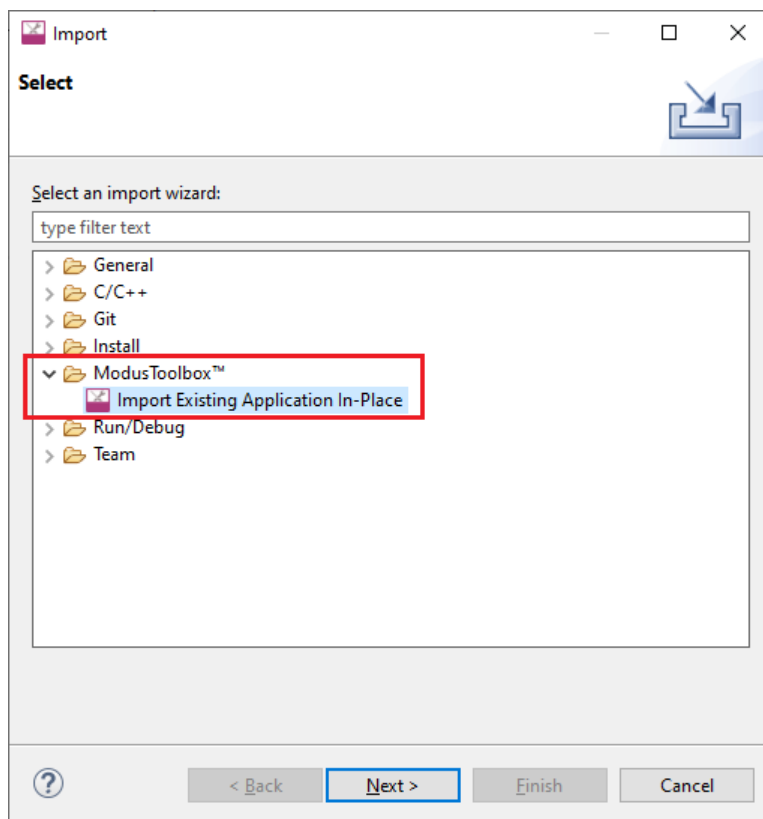 Import
Select
Select an import wizard:
type filter text
General
C/C++
Git
Install
ModusToolbox™
Import Existing Application In-Place
Run/Debug
Team
?
< Back
Next >
Finish
Cancel